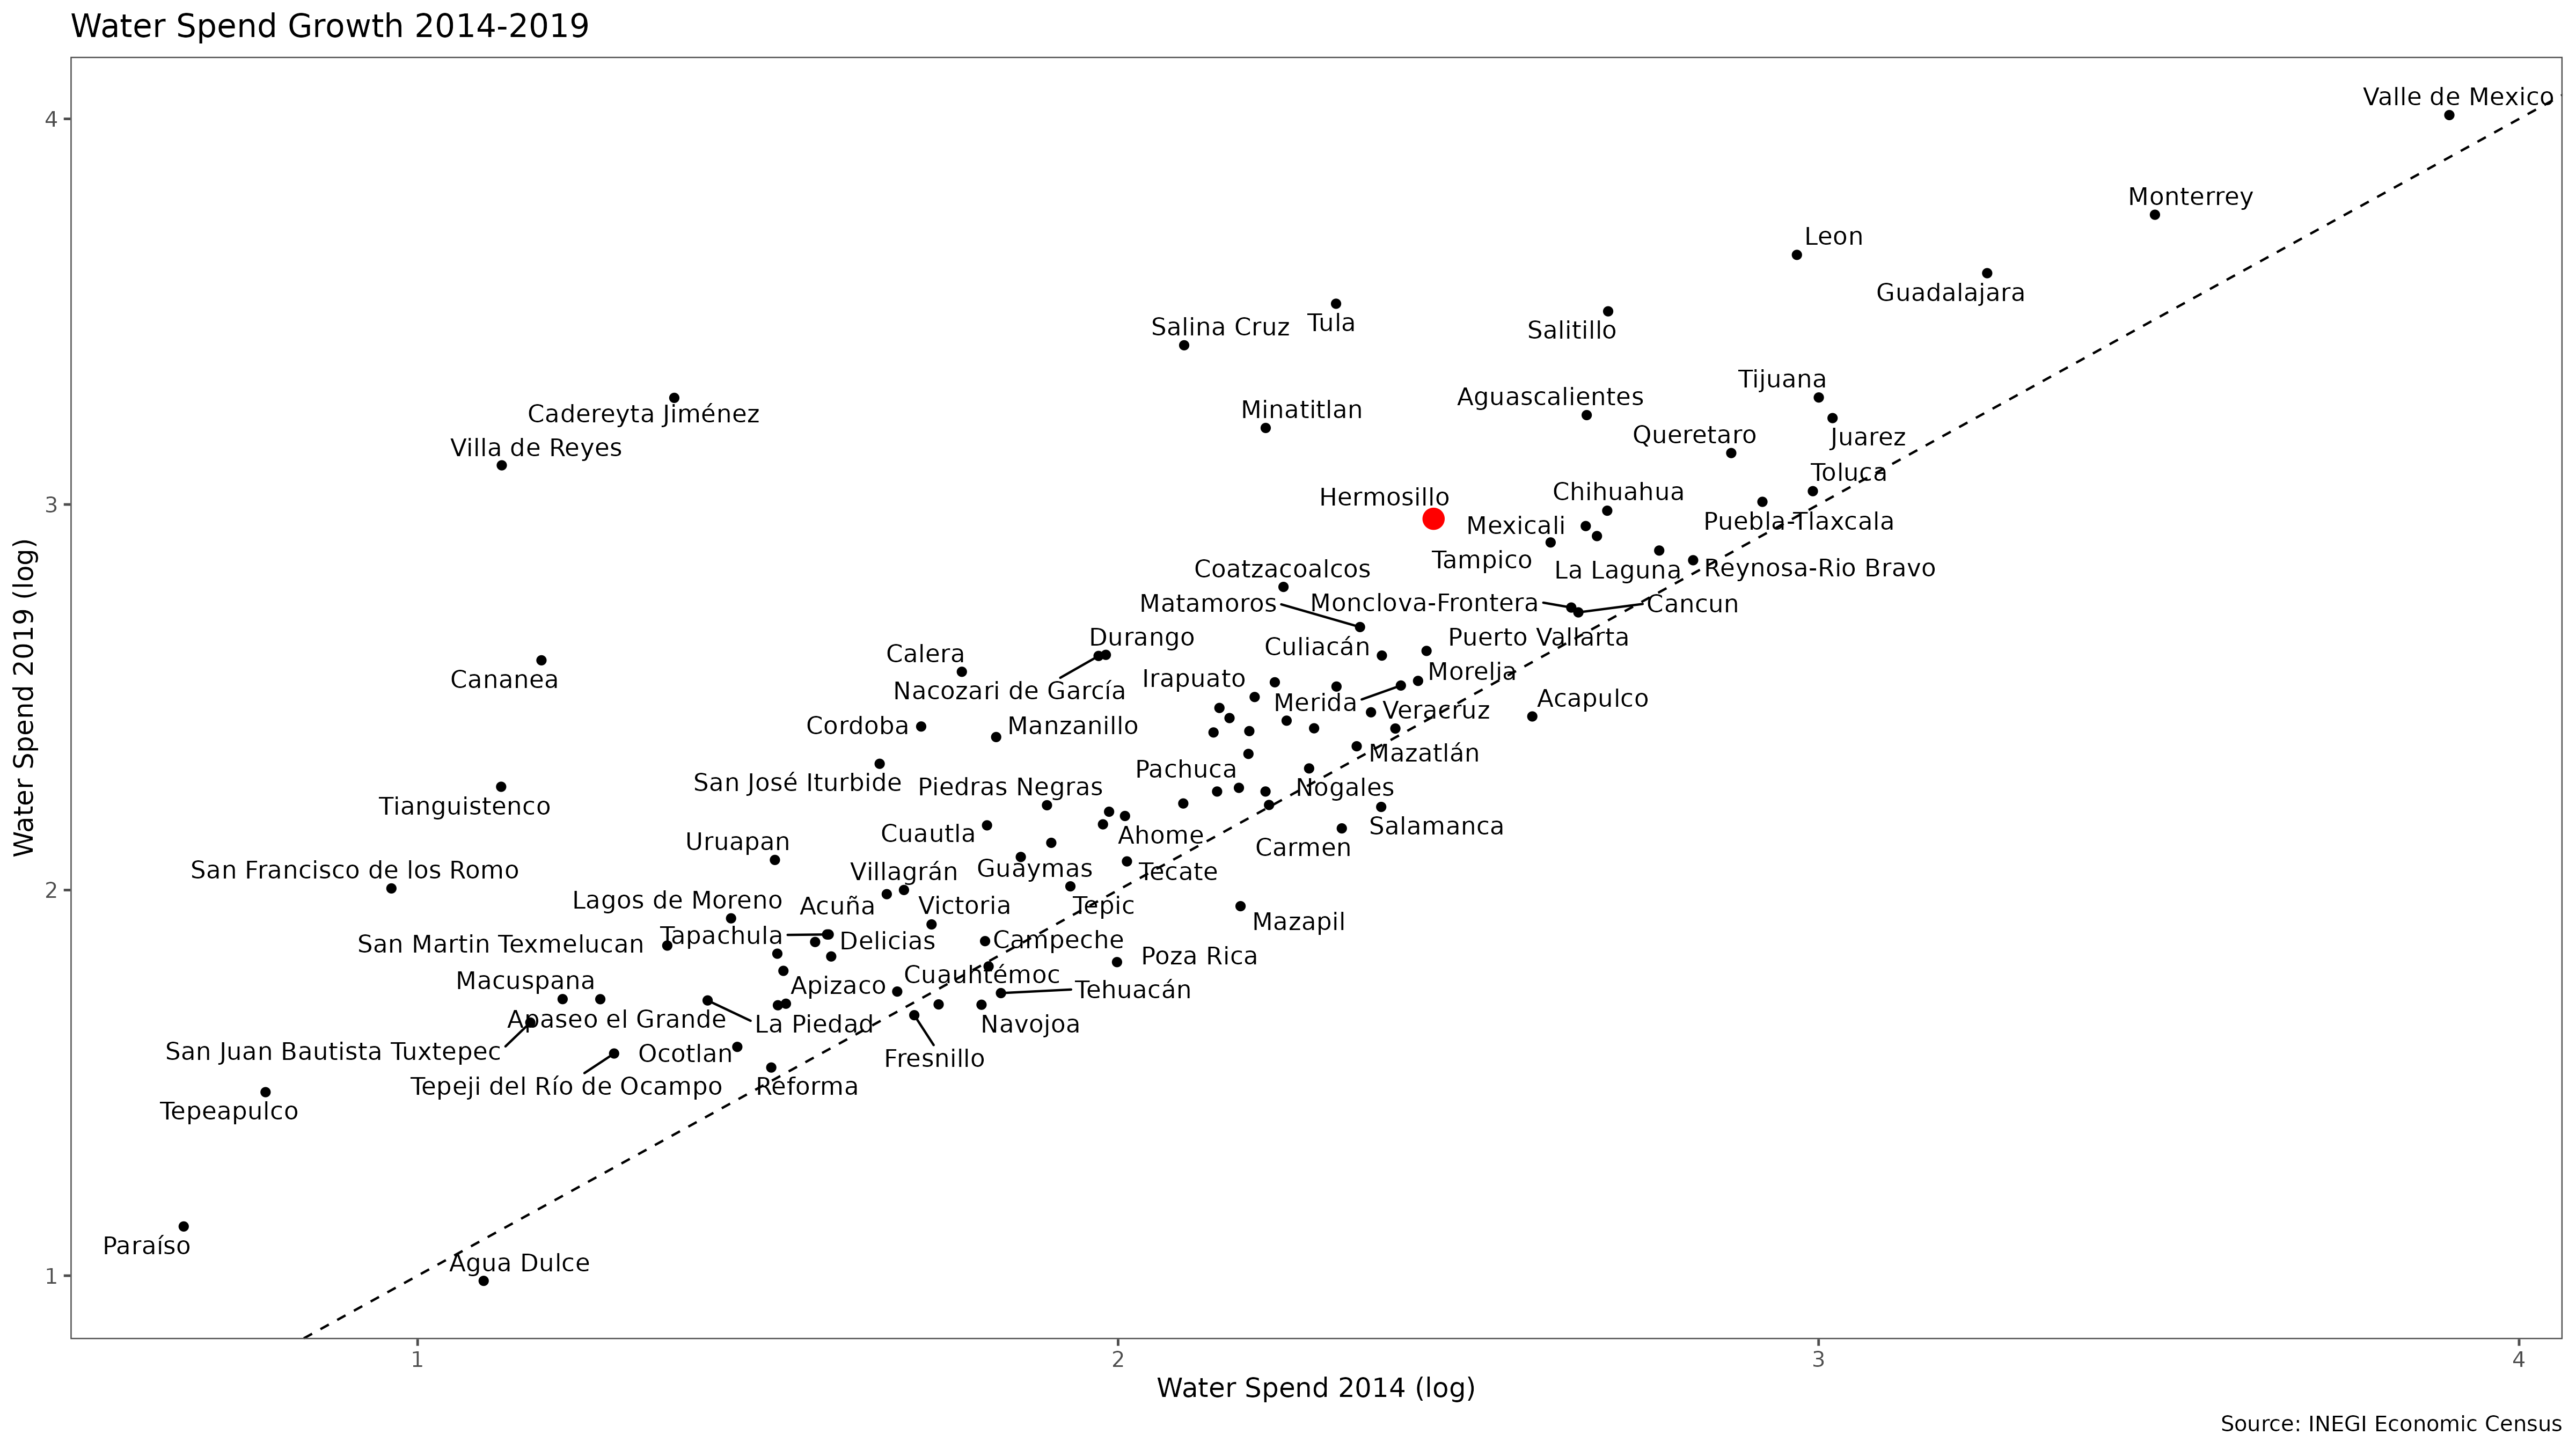 Water Spend Growth 2014-2019
Valle de Mexico
4
Monterrey
Leon
Guadalajara
Salina Cruz
Tula
Salitillo
Tijuana
Aguascalientes
Cadereyta Jiménez
Minatitlan
Queretaro
Juarez
Villa de Reyes
Toluca
Chihuahua
Hermosillo
3
Puebla-Tlaxcala
Mexicali
Tampico
Coatzacoalcos
La Laguna
Reynosa-Rio Bravo
Matamoros
Monclova-Frontera
Cancun
Durango
Puerto Vallarta
Culiacán
Calera
Morelia
Cananea
Irapuato
Nacozari de García
Acapulco
Merida
Veracruz
Cordoba
Manzanillo
Mazatlán
Pachuca
San José Iturbide
Piedras Negras
Nogales
Tianguistenco
Salamanca
Cuautla
Ahome
Uruapan
Carmen
San Francisco de los Romo
Villagrán
Guaymas
Tecate
2
Lagos de Moreno
Acuña
Victoria
Tepic
Mazapil
Tapachula
Delicias
Campeche
San Martin Texmelucan
Poza Rica
Cuauhtémoc
Macuspana
Apizaco
Tehuacán
Apaseo el Grande
La Piedad
Navojoa
San Juan Bautista Tuxtepec
Ocotlan
Fresnillo
Tepeji del Río de Ocampo
Reforma
Tepeapulco
Paraíso
Agua Dulce
1
Water Spend 2019 (log)
1
2
3
4
Water Spend 2014 (log)
Source: INEGI Economic Census